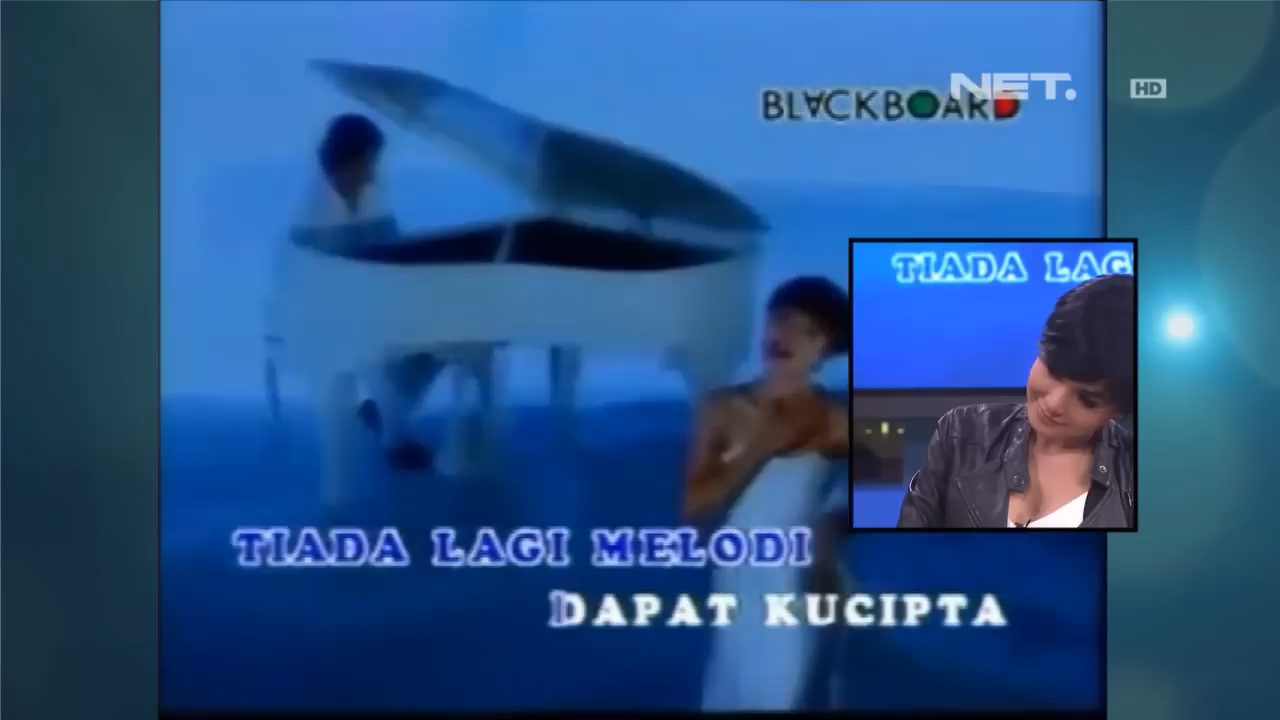 NET.
HD
BLACKBOARD
TIADA LAG
TIADA LAGI MELODI
DAPAT KUCIPTA